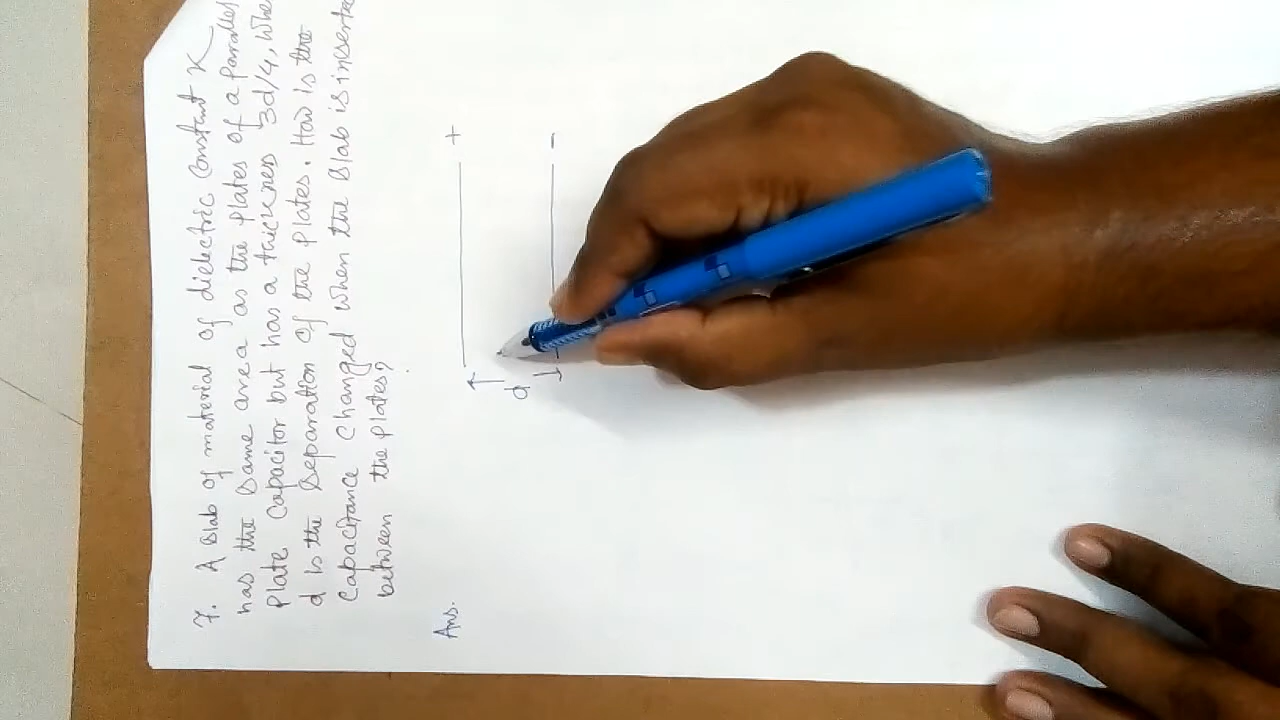 7. A slab of material of dielectric constant K
has the same area as the plates of a parallel
plate capacitor but has a thickness 3d/4, whe
d is the separation of the plates. How is the
capacitance changed when the slab is inserte
between the plates?
Ans.
+
d
-